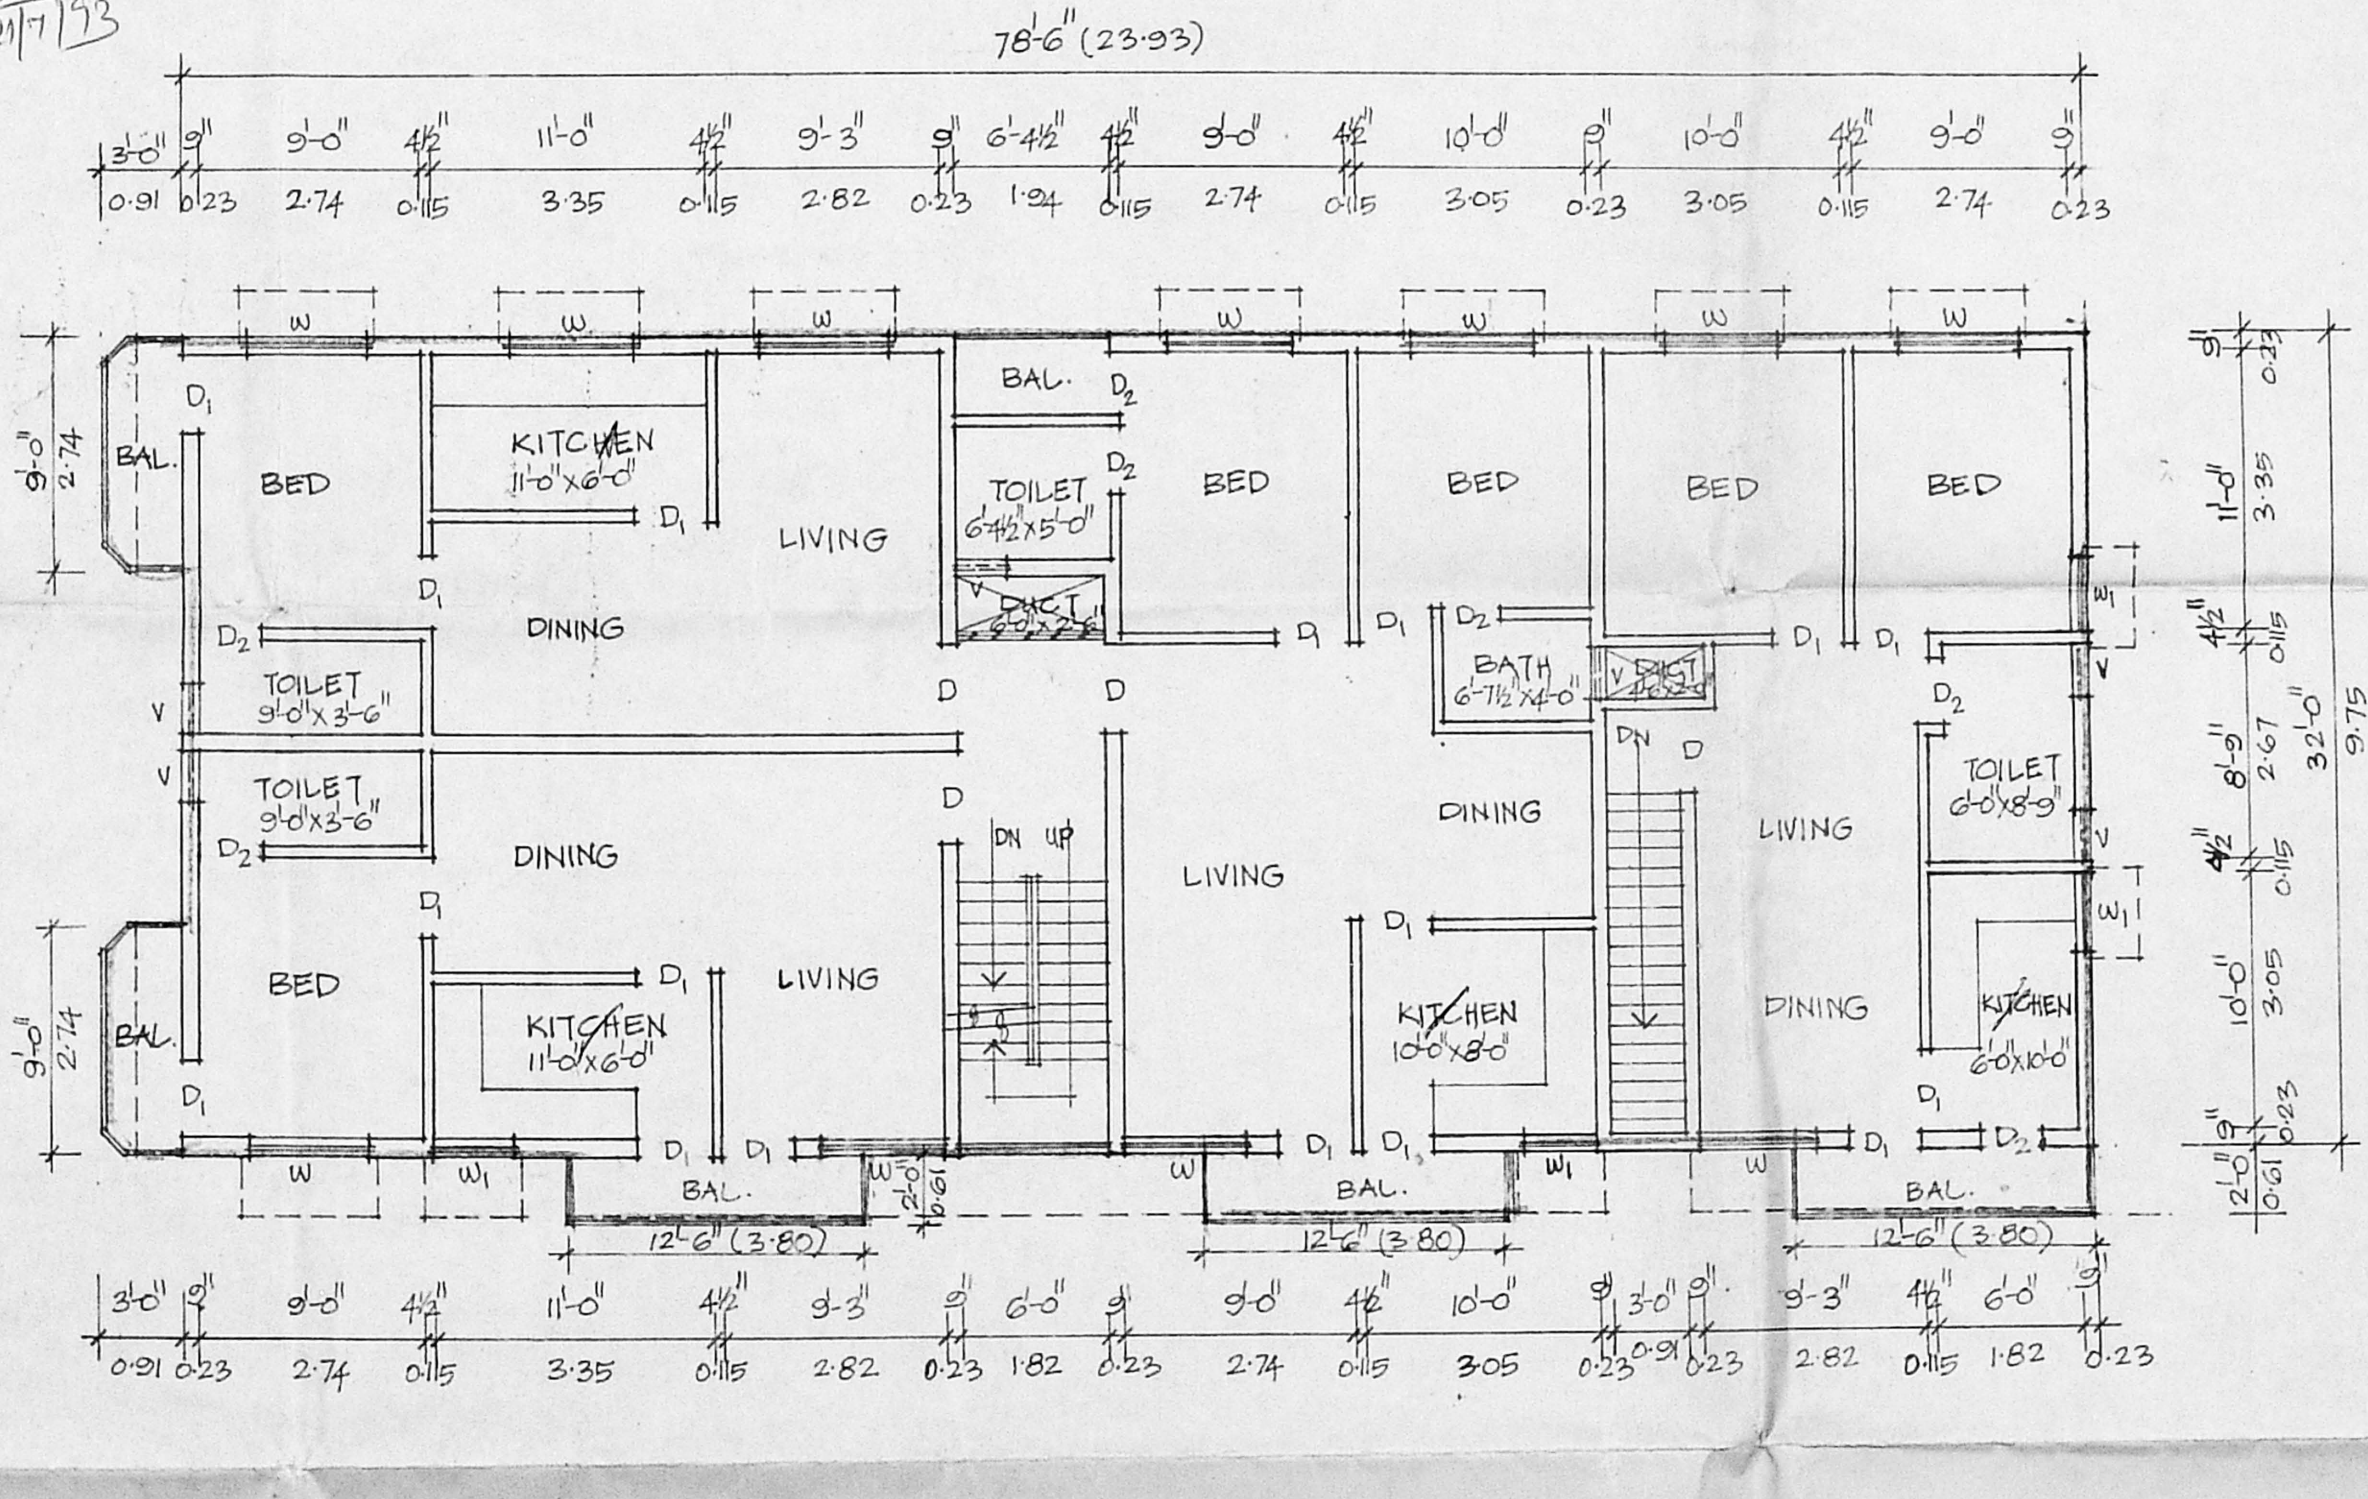 21/7/93
78'-6" (23.93)
3'-0" 9" 9'-0" 4½" 11'-0" 4½" 9'-3" 9" 6'-4½" 4½" 9'-0" 4½" 10'-0" 9" 10'-0" 4½" 9'-0" 9"
0.91 0.23 2.74 0.115 3.35 0.115 2.82 0.23 1.94 0.115 2.74 0.115 3.05 0.23 3.05 0.115 2.74 0.23
W W W W W W W
9" 0.23
D1 BAL. D2
9'-0" 2.74
BAL. BED KITCHEN TOILET D2 BED BED BED BED
11'-0"x6'-0" 6'-4½"x5'-0"
D1 LIVING
11'-0" 3.35
D1 V DUCT W1
6'-0"x2'-6"
D2 DINING D1 D1 D2 D1 D1
4½" 0.115
TOILET BATH V DUCT V
9'-0"x3'-6" D D 6'-7½"x4'-0" D2
V
DN D
V
TOILET D DINING LIVING TOILET
9'-0"x3'-6" 6'-0"x8'-9"
8'-9" 2.67
32'-0" 9.75
D2 DINING DN UP V
4½" 0.115
LIVING
D1 D1 W1
BED D1 LIVING KITCHEN DINING KITCHEN
KITCHEN 10'-0"x8'-0" 6'-0"x10'-0"
11'-0"x6'-0"
10'-0" 3.05
BAL.
9'-0" 2.74
D1 D1
9" 0.23
D1 D1 D1 D1 D1 D2
W W1 W W W1 W
BAL. 2'-0" 0.61 BAL. BAL. 2'-0" 0.61
12'-6" (3.80) 12'-6" (3.80) 12'-6" (3.80)
3'-0" 9" 9'-0" 4½" 11'-0" 4½" 9'-3" 9" 6'-0" 9" 9'-0" 4½" 10'-0" 9" 3'-0" 9" 9'-3" 4½" 6'-0" 9"
0.91 0.23 2.74 0.115 3.35 0.115 2.82 0.23 1.82 0.23 2.74 0.115 3.05 0.23 0.91 0.23 2.82 0.115 1.82 0.23